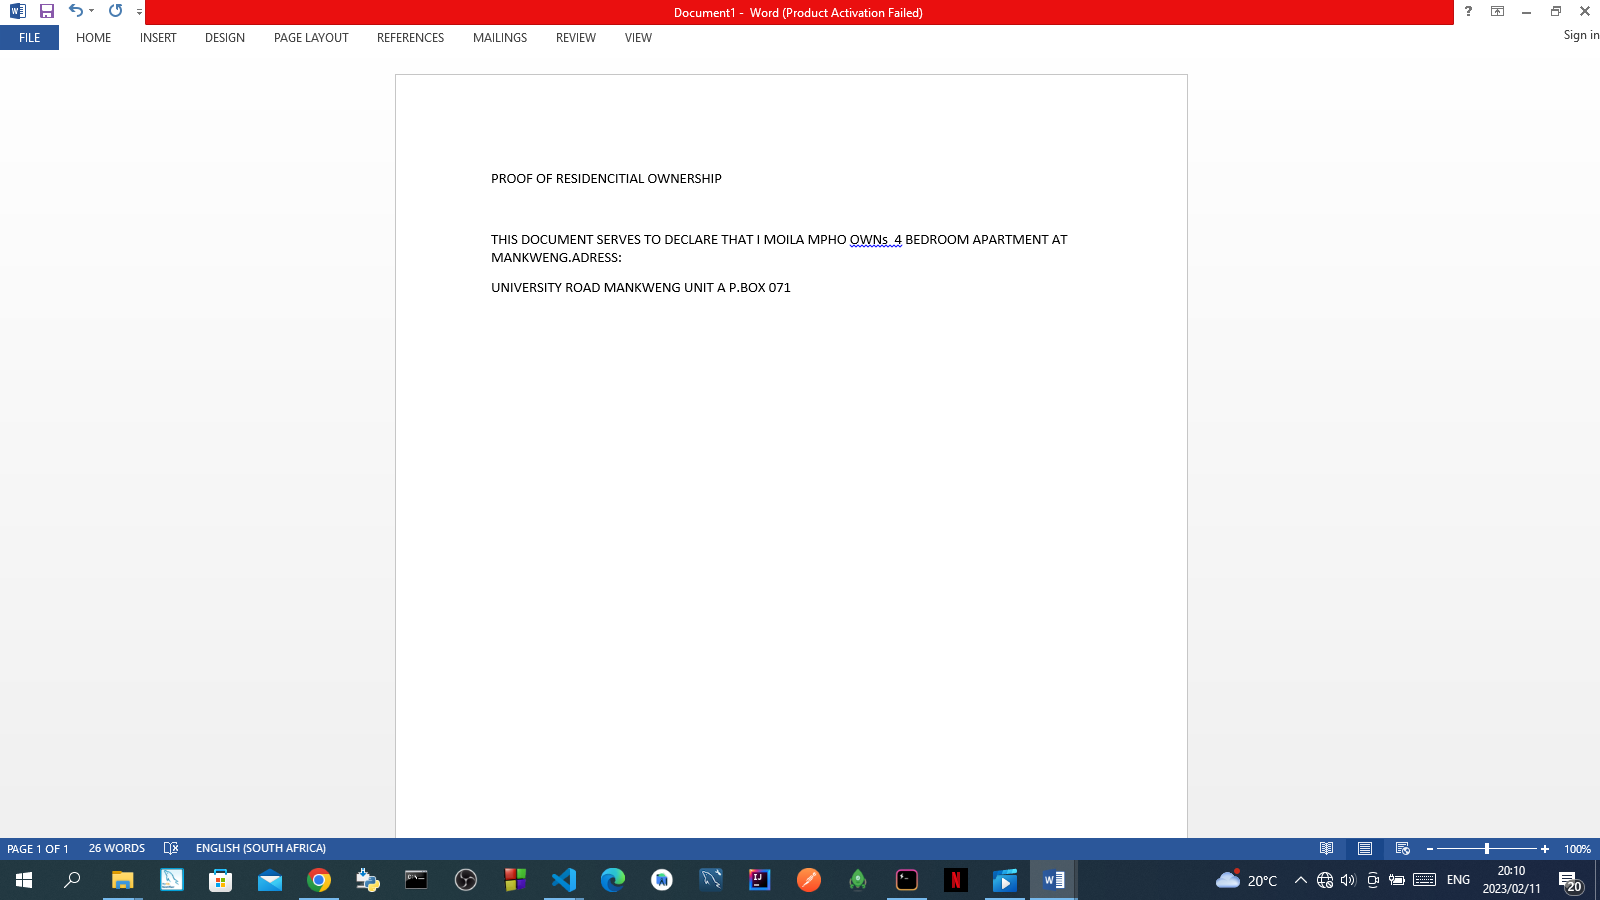 Document1 -  Word (Product Activation Failed)
?
FILE HOME INSERT DESIGN PAGE LAYOUT REFERENCES MAILINGS REVIEW VIEW Sign in
PROOF OF RESIDENCITIAL OWNERSHIP
THIS DOCUMENT SERVES TO DECLARE THAT I MOILA MPHO OWNs  4 BEDROOM APARTMENT AT
MANKWENG.ADRESS:
UNIVERSITY ROAD MANKWENG UNIT A P.BOX 071
PAGE 1 OF 1 26 WORDS ENGLISH (SOUTH AFRICA) 100%
20°C ENG 20:10
2023/02/11 20